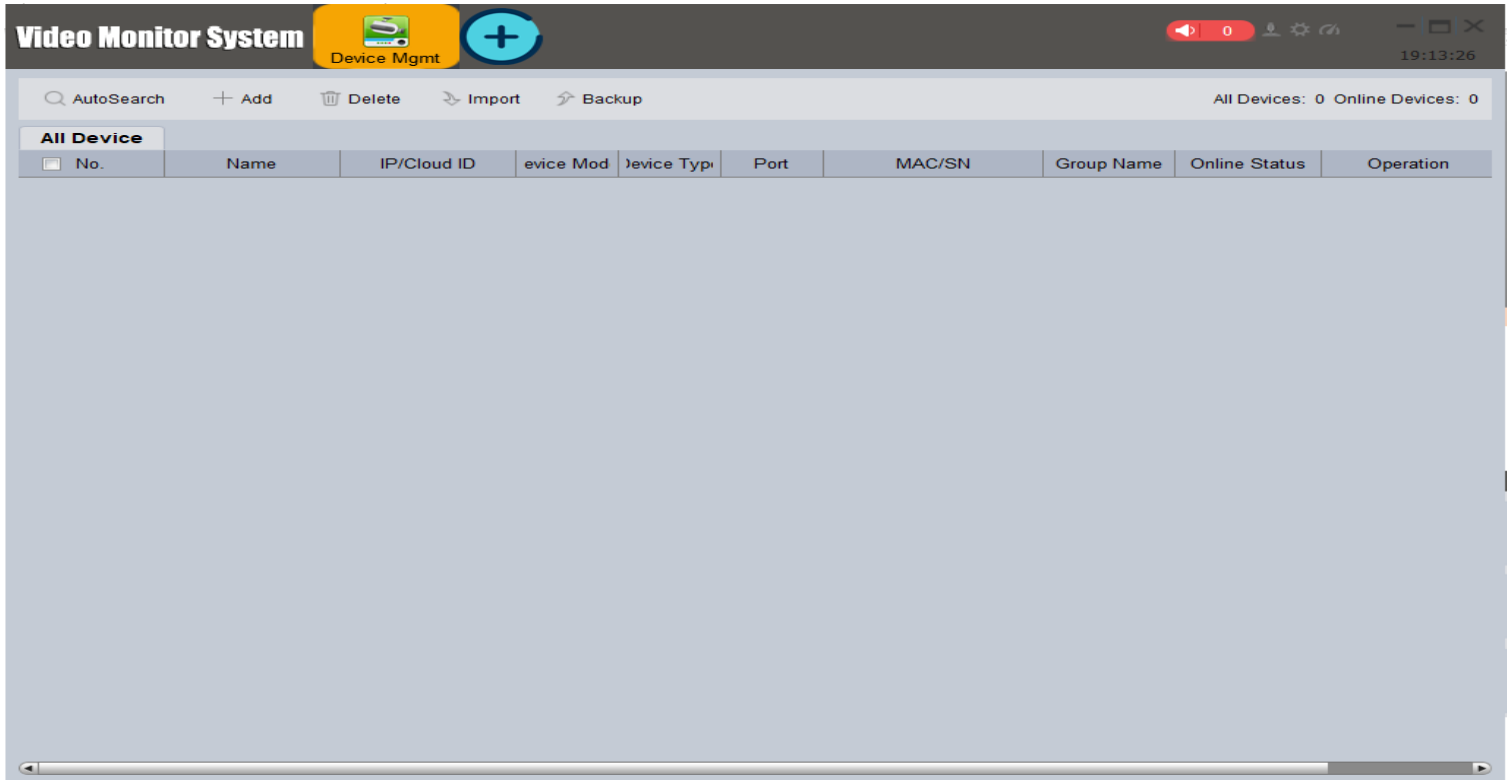 Video Monitor System
Device Mgmt
0
19:13:26
AutoSearch Add Delete Import Backup All Devices: 0 Online Devices: 0
All Device
No. Name IP/Cloud ID evice Mod Device Type Port MAC/SN Group Name Online Status Operation